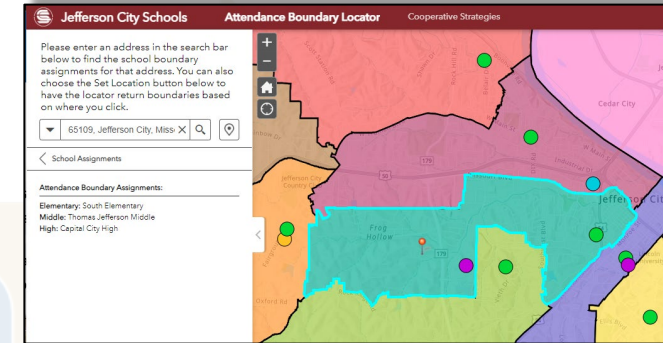 Jefferson City Schools
Attendance Boundary Locator
Cooperative Strategies
Please enter an address in the search bar
below to find the school boundary
assignments for that address. You can also
choose the Set Location button below to
have the locator return boundaries based
on where you click.
65109, Jefferson City, Miss
School Assignments
Attendance Boundary Assignments:
Elementary: South Elementary
Middle: Thomas Jefferson Middle
High: Capital City High
Cedar City
179
50
Jefferson City
Country
Jefferson Cit
Frog
Hollow
179
Oxford Rd